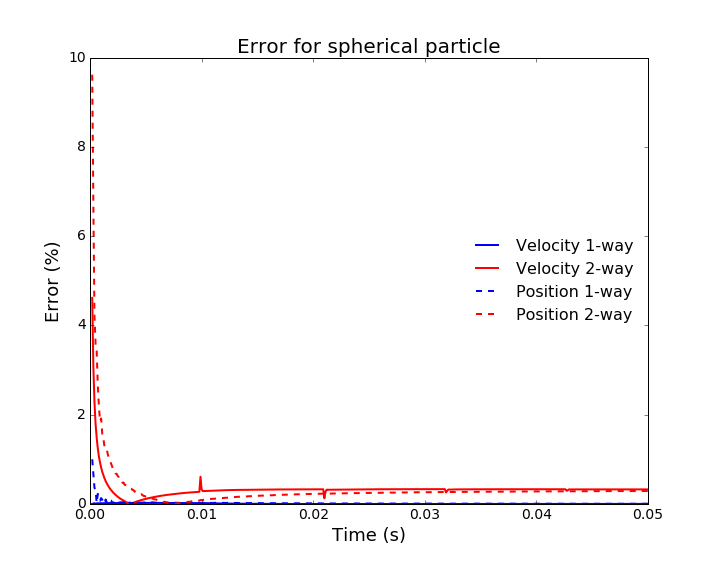 Error for spherical particle
10
8
6
4
2
0
Error (%)
Velocity 1-way
Velocity 2-way
Position 1-way
Position 2-way
0.00 0.01 0.02 0.03 0.04 0.05
Time (s)